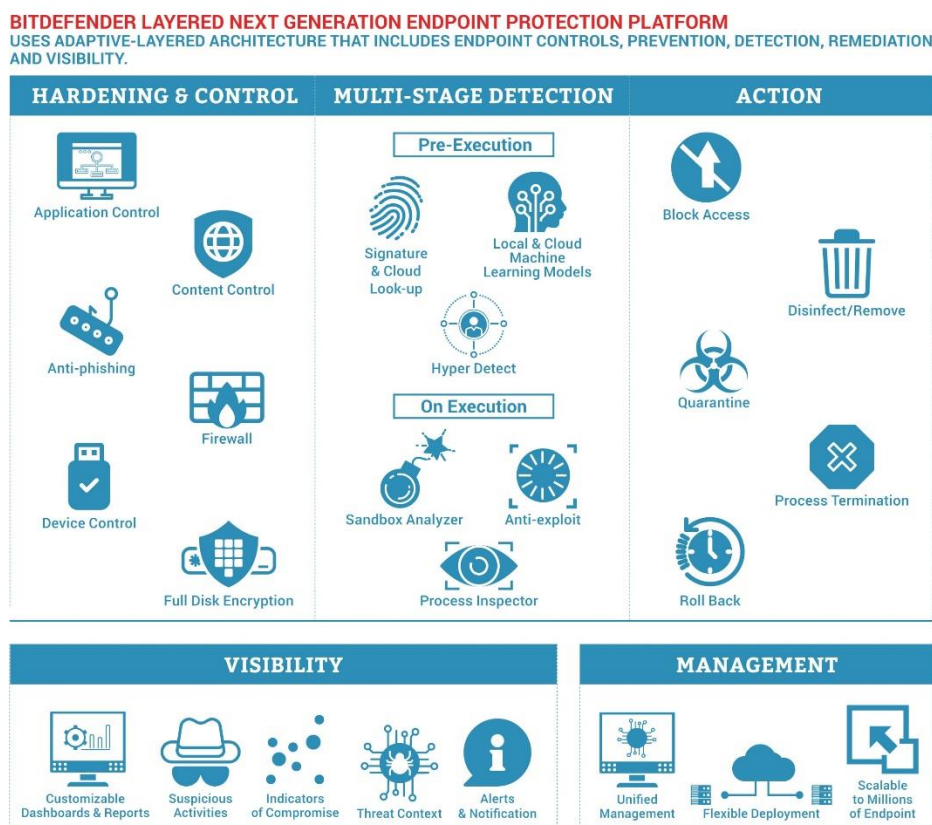 BITDEFENDER LAYERED NEXT GENERATION ENDPOINT PROTECTION PLATFORM
USES ADAPTIVE-LAYERED ARCHITECTURE THAT INCLUDES ENDPOINT CONTROLS, PREVENTION, DETECTION, REMEDIATION
AND VISIBILITY.
HARDENING & CONTROL
Application Control
Content Control
Anti-phishing
Firewall
Device Control
Full Disk Encryption
MULTI-STAGE DETECTION
Pre-Execution
Signature
& Cloud
Look-up
Local & Cloud
Machine
Learning Models
Hyper Detect
On Execution
Sandbox Analyzer
Anti-exploit
Process Inspector
ACTION
Block Access
Disinfect/Remove
Quarantine
Process Termination
Roll Back
VISIBILITY
Customizable
Dashboards & Reports
Suspicious
Activities
Indicators
of Compromise
Threat Context
Alerts
& Notification
MANAGEMENT
Unified
Management
Flexible Deployment
Scalable
to Millions
of Endpoint